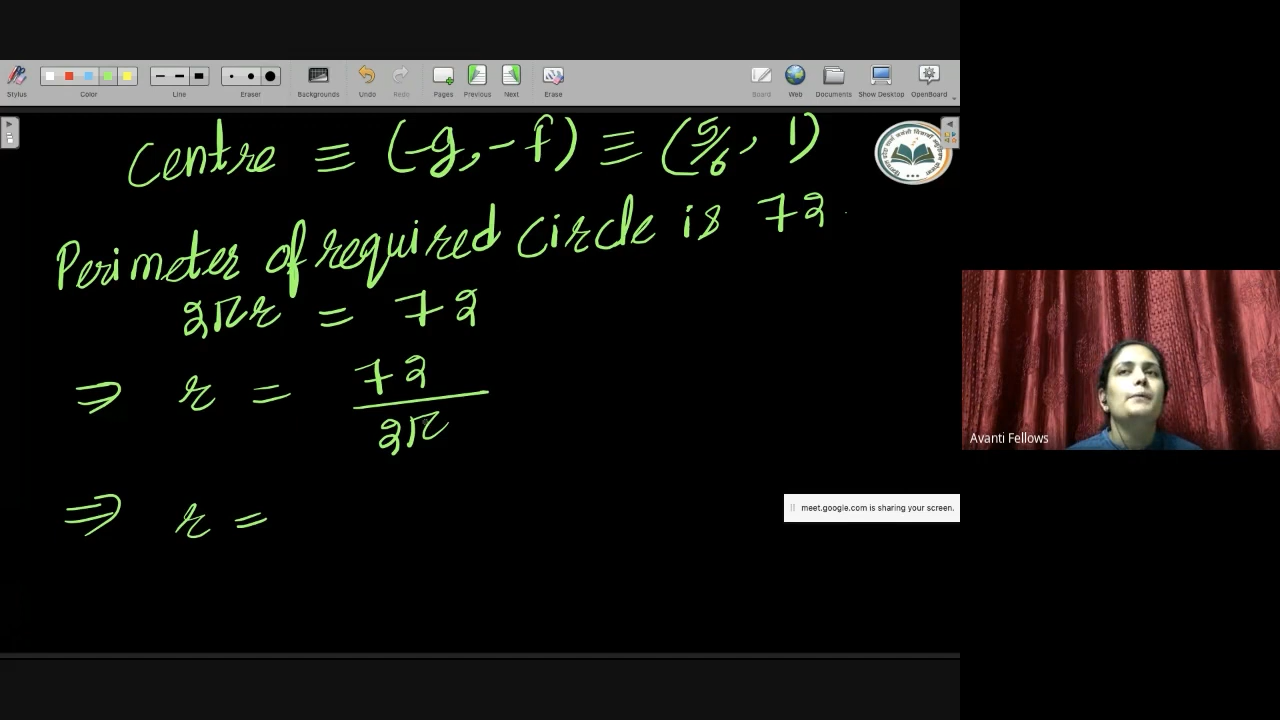 Stylus Color Line Eraser Backgrounds Undo Redo Pages Previous Next Erase Board Web Documents Show Desktop OpenBoard
Centre ≡ (-g, -f) ≡ (5/6, 1)
Perimeter of required circle is 72.
2πr = 72
⇒ r = 72/2π
⇒ r =
Avanti Fellows
meet.google.com is sharing your screen.